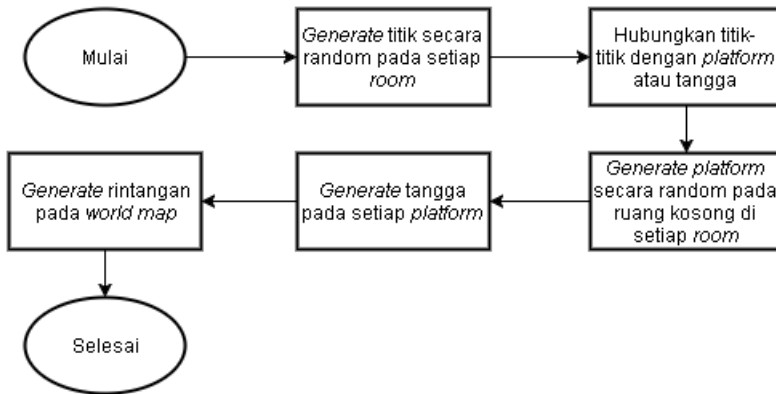 Mulai
Generate titik secara
random pada setiap
room
Hubungkan titik-
titik dengan platform
atau tangga
Generate platform
secara random pada
ruang kosong di
setiap room
Generate tangga
pada setiap platform
Generate rintangan
pada world map
Selesai